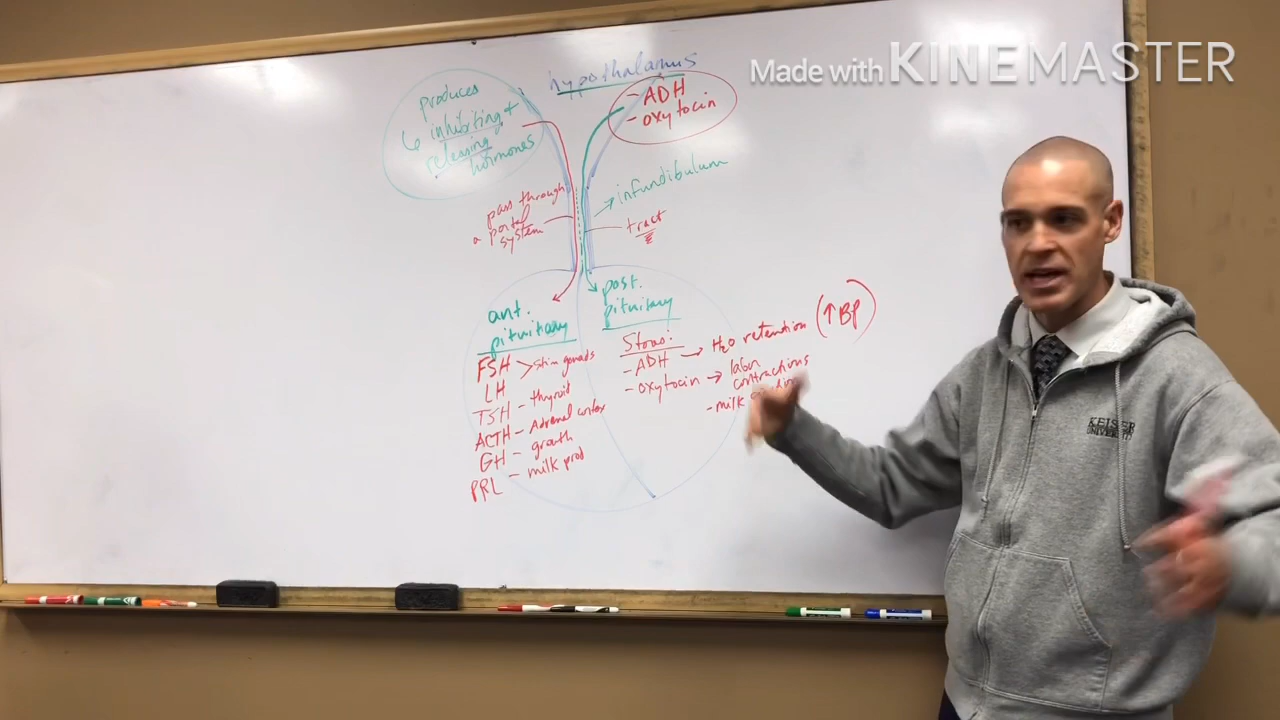 Made with KINEMASTER
hypothalamus
- ADH
- oxytocin
produces
6 inhibiting +
releasing
hormones
pass through
a portal
system
infundibulum
tract
ant.
pituitary
FSH > stim gonads
LH
TSH - thyroid
ACTH - Adrenal cortex
GH - growth
PRL - milk prod
post.
pituitary
Stores:
- ADH → H2O retention (↑BP)
- oxytocin → labor
contractions
- milk
KEISER
UNIVERSITY